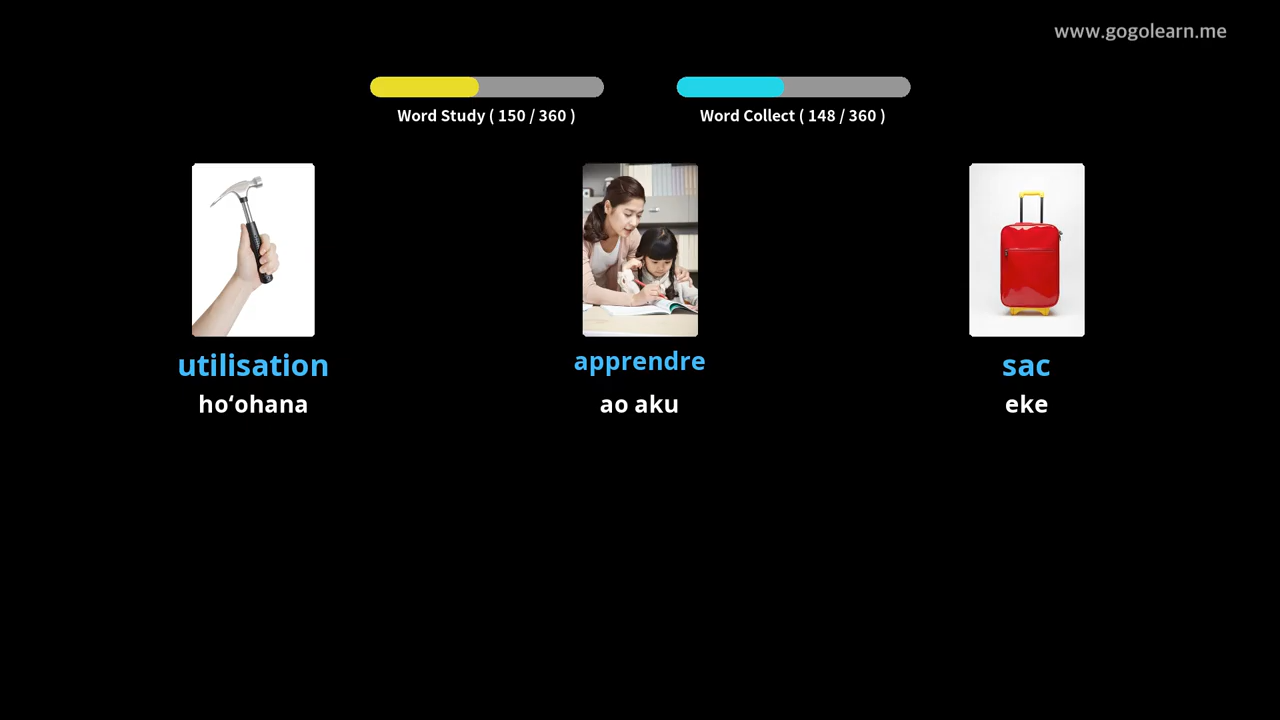 www.gogolearn.me
Word Study ( 150 / 360 )
Word Collect ( 148 / 360 )
utilisation
apprendre
sac
hoʻohana
ao aku
eke